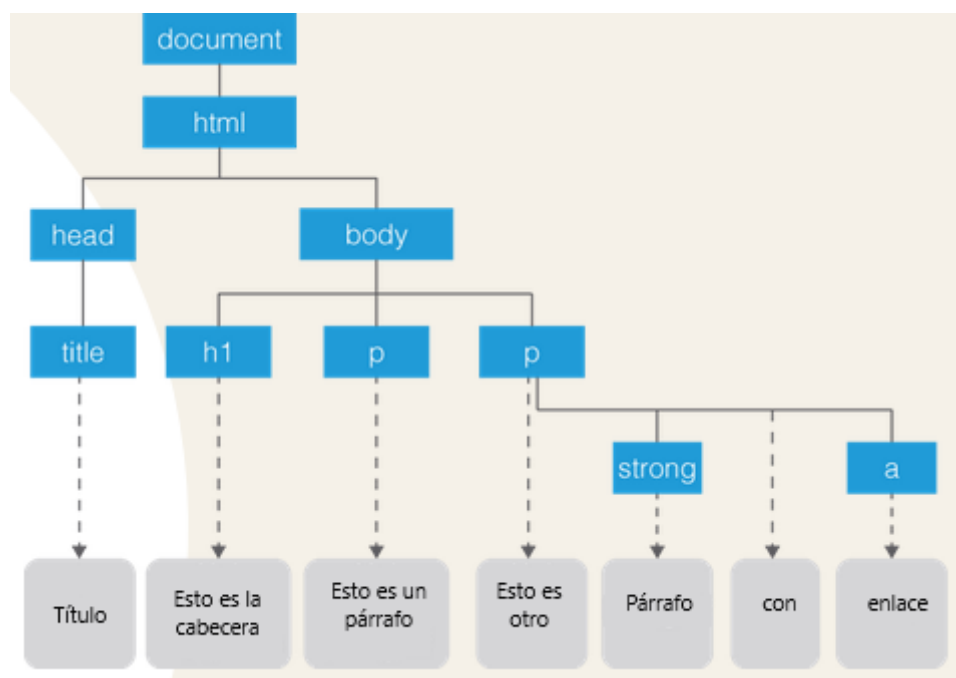 document
html
head
body
title
h1
p
p
strong
a
Título
Esto es la
cabecera
Esto es un
párrafo
Esto es
otro
Párrafo
con
enlace